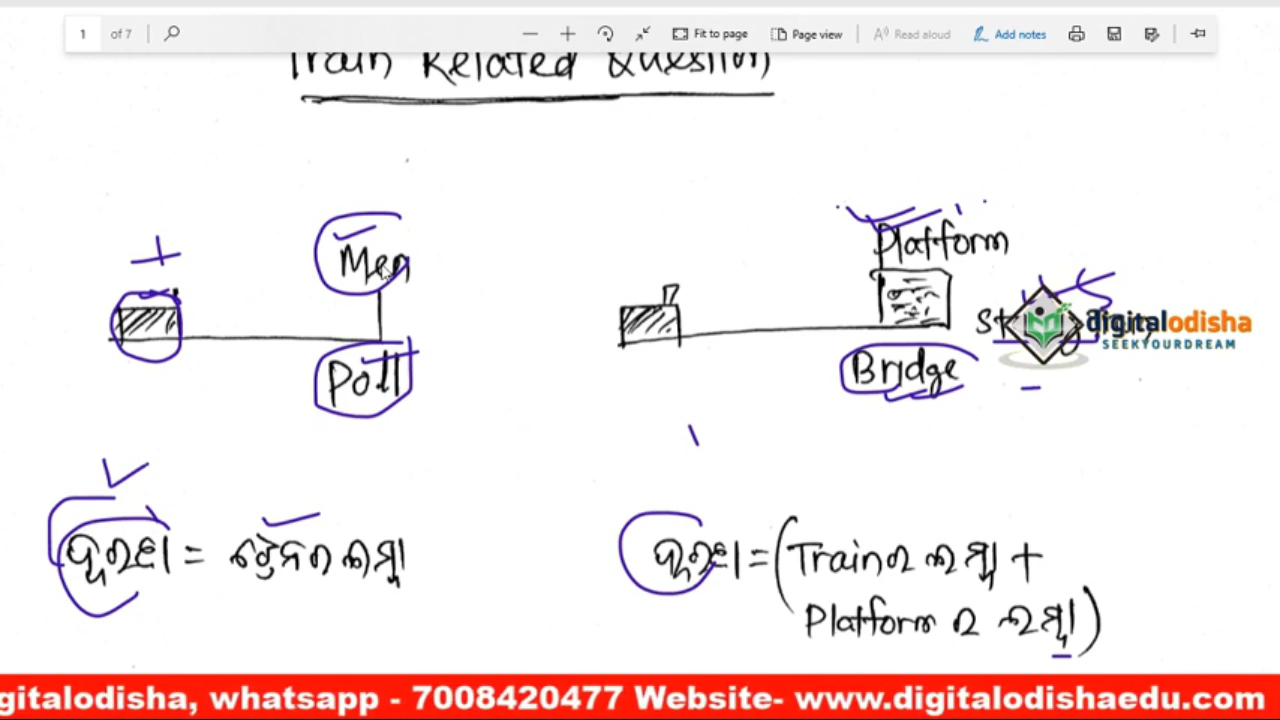 1 of 7 Fit to page Page view Read aloud Add notes
Train Related Question
Men
Platform
digitalodisha
SEEKYOURDREAM
Poll
Bridge
ଦୂରତା = ଟ୍ରେନର ଲମ୍ବା
ଦୂରତା = (Trainର ଲମ୍ବା +
Platform ର ଲମ୍ବା)
gitalodisha, whatsapp - 7008420477 Website- www.digitalodishaedu.com